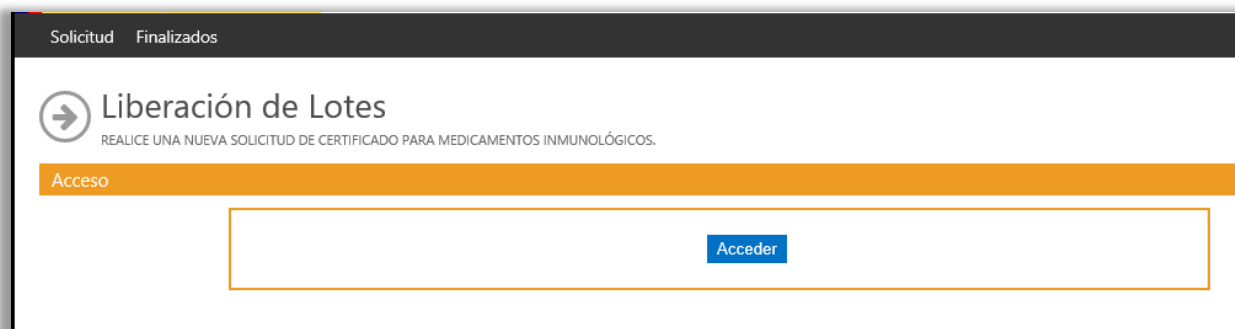 Solicitud Finalizados
Liberación de Lotes
REALICE UNA NUEVA SOLICITUD DE CERTIFICADO PARA MEDICAMENTOS INMUNOLÓGICOS.
Acceso
Acceder